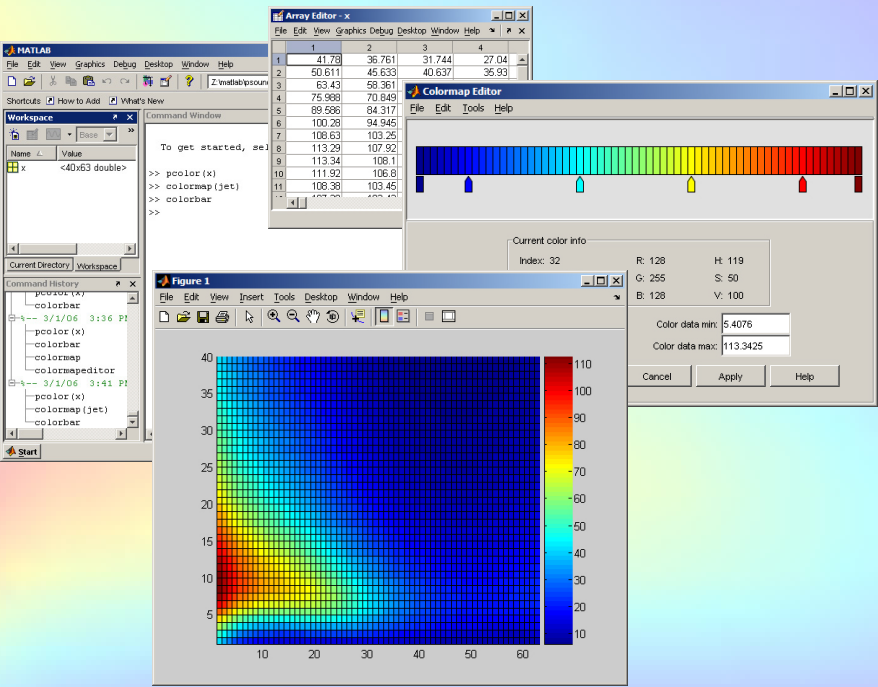 Array Editor - x
File Edit View Graphics Debug Desktop Window Help
1 2 3 4
1 41.78 36.761 31.744 27.04
2 50.611 45.633 40.637 35.93
3 63.43 58.361
4 75.988 70.849
5 89.586 84.317
6 100.28 94.945
7 108.63 103.25
8 113.29 107.92
9 113.34 108.1
10 111.92 106.8
11 108.38 103.45
MATLAB
File Edit View Graphics Debug Desktop Window Help
Z:\matlab\psoun
Shortcuts How to Add What's New
Workspace
Base
Name Value
x <40x63 double>
Current Directory Workspace
Command Window
To get started, sel
>> pcolor(x)
>> colormap(jet)
>> colorbar
>>
Command History
pcolor(x)
colorbar
%-- 3/1/06 3:36 PM
pcolor(x)
colorbar
colormap
colormapeditor
%-- 3/1/06 3:41 PM
pcolor(x)
colormap(jet)
colorbar
Start
Colormap Editor
File Edit Tools Help
Current color info
Index: 32 R: 128 H: 119
G: 255 S: 50
B: 128 V: 100
Color data min: 5.4076
Color data max: 113.3425
Cancel Apply Help
Figure 1
File Edit View Insert Tools Desktop Window Help
40
35
30
25
20
15
10
5
10 20 30 40 50 60
110
100
90
80
70
60
50
40
30
20
10